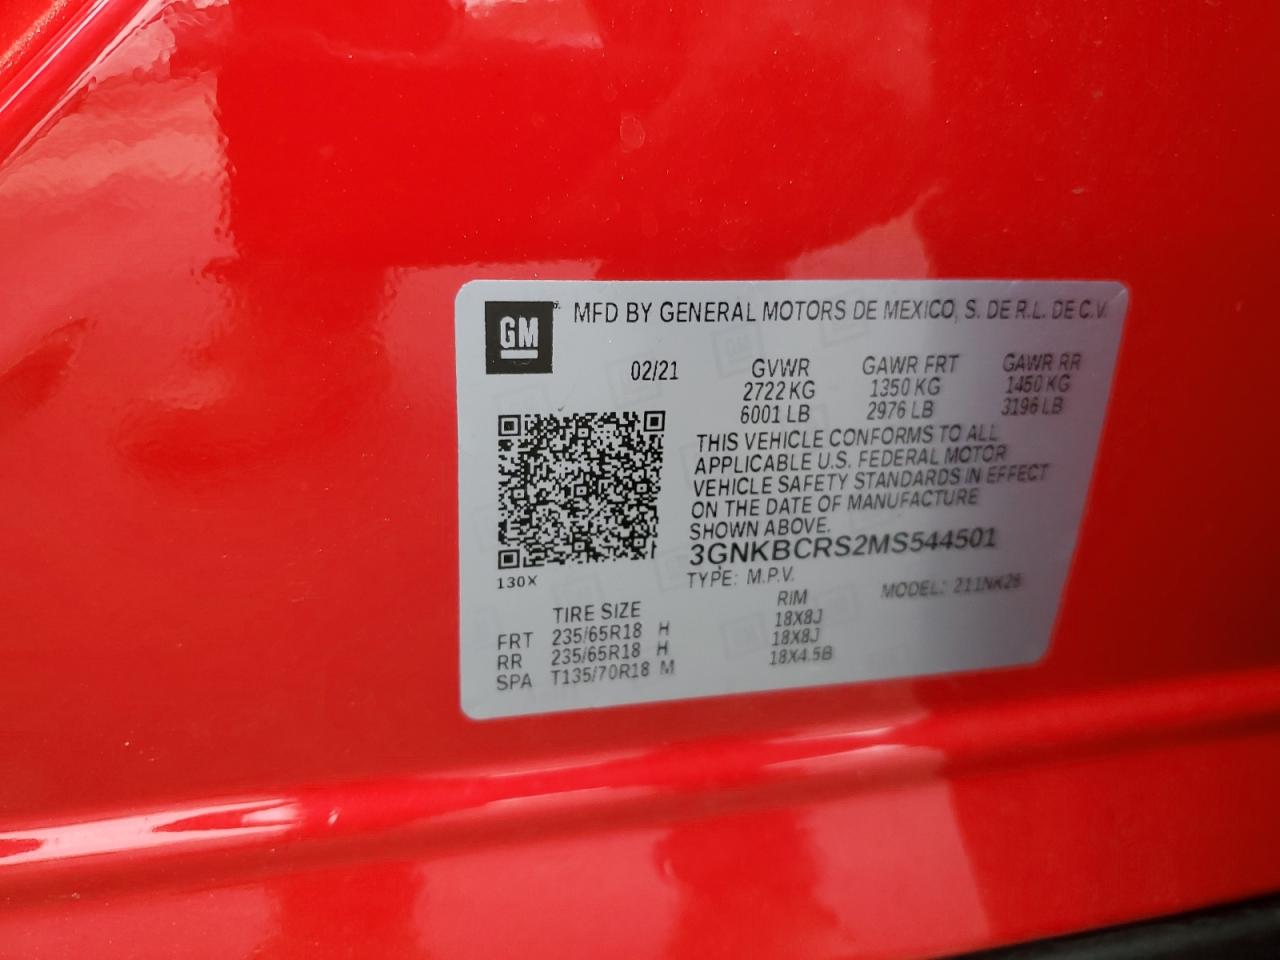 GM
MFD BY GENERAL MOTORS DE MEXICO, S. DE R.L. DE C.V.
02/21 GVWR GAWR FRT GAWR RR
2722 KG 1350 KG 1450 KG
6001 LB 2976 LB 3196 LB
THIS VEHICLE CONFORMS TO ALL
APPLICABLE U.S. FEDERAL MOTOR
VEHICLE SAFETY STANDARDS IN EFFECT
ON THE DATE OF MANUFACTURE
SHOWN ABOVE.
3GNKBCRS2MS544501
130X TYPE: M.P.V. MODEL: 211NK26
TIRE SIZE RIM
FRT 235/65R18 H 18X8J
RR 235/65R18 H 18X8J
SPA T135/70R18 M 18X4.5B